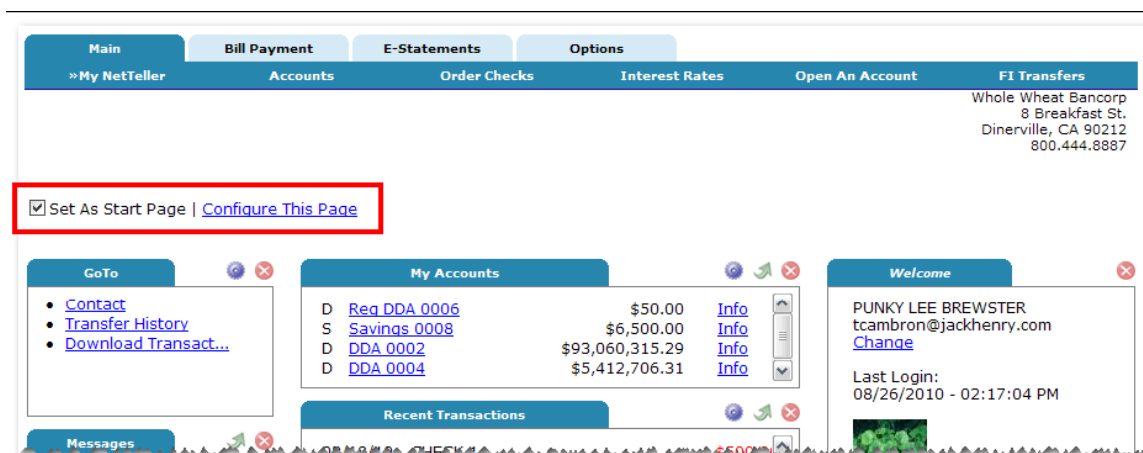 Main Bill Payment E-Statements Options
»My NetTeller Accounts Order Checks Interest Rates Open An Account FI Transfers
Whole Wheat Bancorp
8 Breakfast St.
Dinerville, CA 90212
800.444.8887
Set As Start Page | Configure This Page
GoTo
Contact
Transfer History
Download Transact...
My Accounts
D Reg DDA 0006 $50.00 Info
S Savings 0008 $6,500.00 Info
D DDA 0002 $93,060,315.29 Info
D DDA 0004 $5,412,706.31 Info
Welcome
PUNKY LEE BREWSTER
tcambron@jackhenry.com
Change
Last Login:
08/26/2010 - 02:17:04 PM
Recent Transactions
Messages